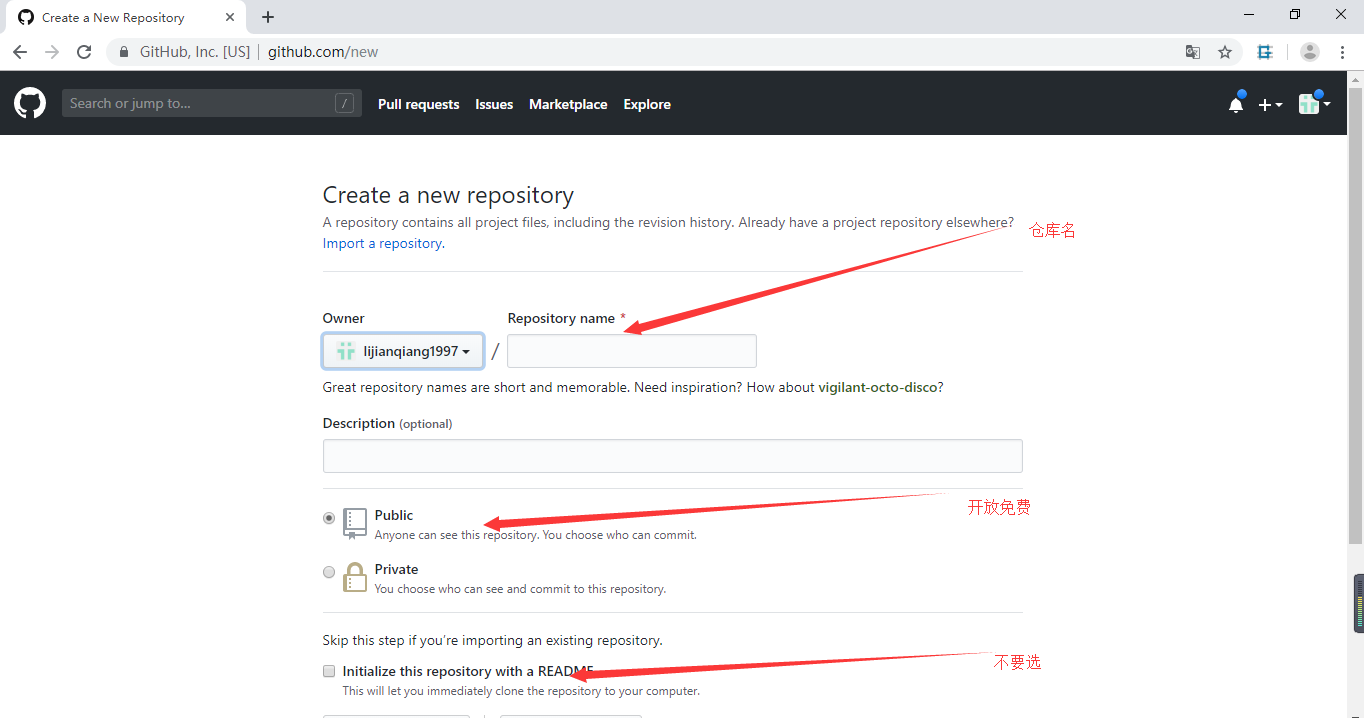 Create a New Repository
GitHub, Inc. [US] | github.com/new
Search or jump to...
/
Pull requests
Issues
Marketplace
Explore
Create a new repository
A repository contains all project files, including the revision history. Already have a project repository elsewhere?
Import a repository.
仓库名
Owner
Repository name *
lijianqiang1997
/
Great repository names are short and memorable. Need inspiration? How about vigilant-octo-disco?
Description (optional)
开放免费
Public
Anyone can see this repository. You choose who can commit.
Private
You choose who can see and commit to this repository.
Skip this step if you’re importing an existing repository.
不要选
Initialize this repository with a README
This will let you immediately clone the repository to your computer.